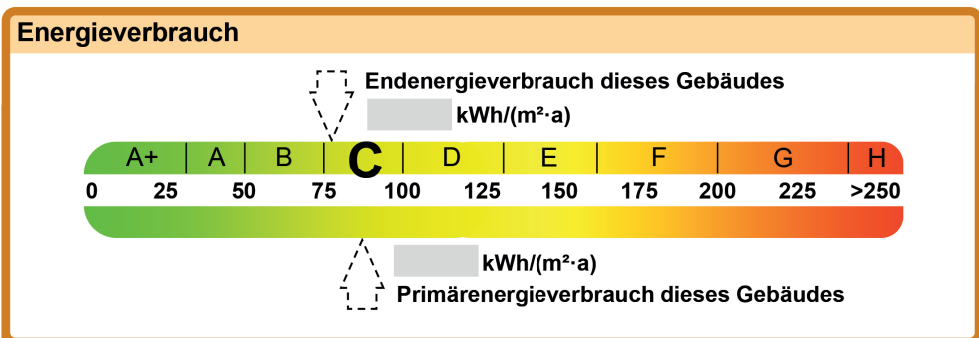 Energieverbrauch
Endenergieverbrauch dieses Gebäudes
kWh/(m²·a)
A+ | A | B | C | D | E | F | G | H
0 25 50 75 100 125 150 175 200 225 >250
kWh/(m²·a)
Primärenergieverbrauch dieses Gebäudes